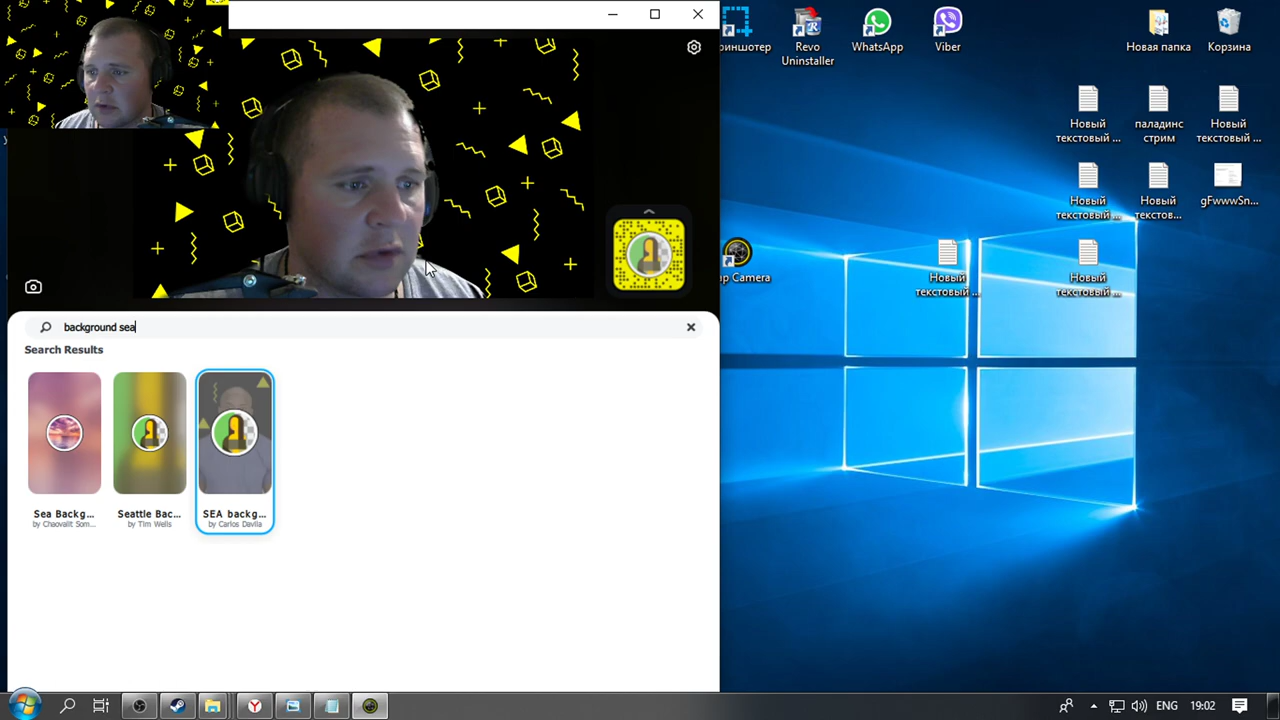 background sea
Search Results
Sea Backg...
by Chaovalit Som...
Seattle Bac...
by Tim Wells
SEA backg...
by Carlos Davila
риншотер
Revo
Uninstaller
WhatsApp
Viber
Новая папка
Корзина
Новый
текстовый ...
паладинс
стрим
Новый
текстовый ...
Новый
текстовый ...
Новый
текстов...
gFwwwSn...
ap Camera
Новый
текстовый ...
Новый
текстовый ...
ENG
19:02